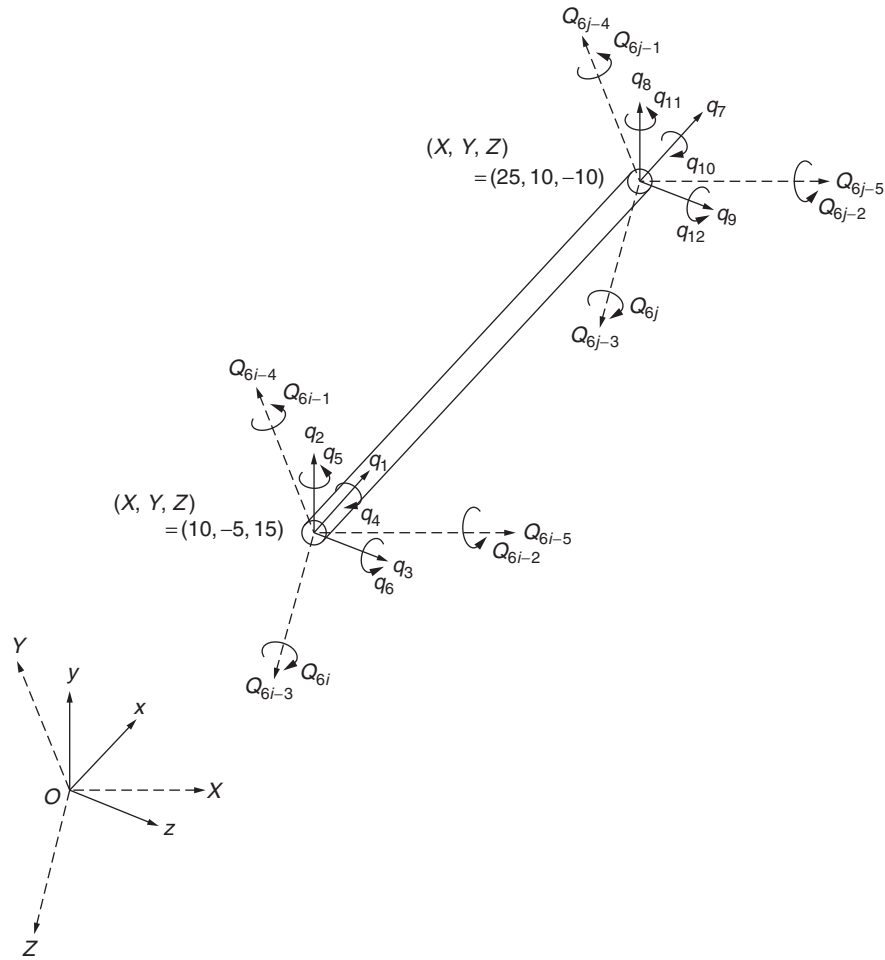 Q6j–4
Q6j–1
q8
q11
q7
(X, Y, Z)
=(25, 10, –10)
q10
Q6j–5
q9
Q6j–2
q12
Q6j
Q6j–3
Q6i–4
Q6i–1
q2
q5
q1
(X, Y, Z)
=(10, –5, 15)
q4
Q6i–5
Q6i–2
q3
q6
Q6i
Q6i–3
Y
y
x
O
X
z
Z